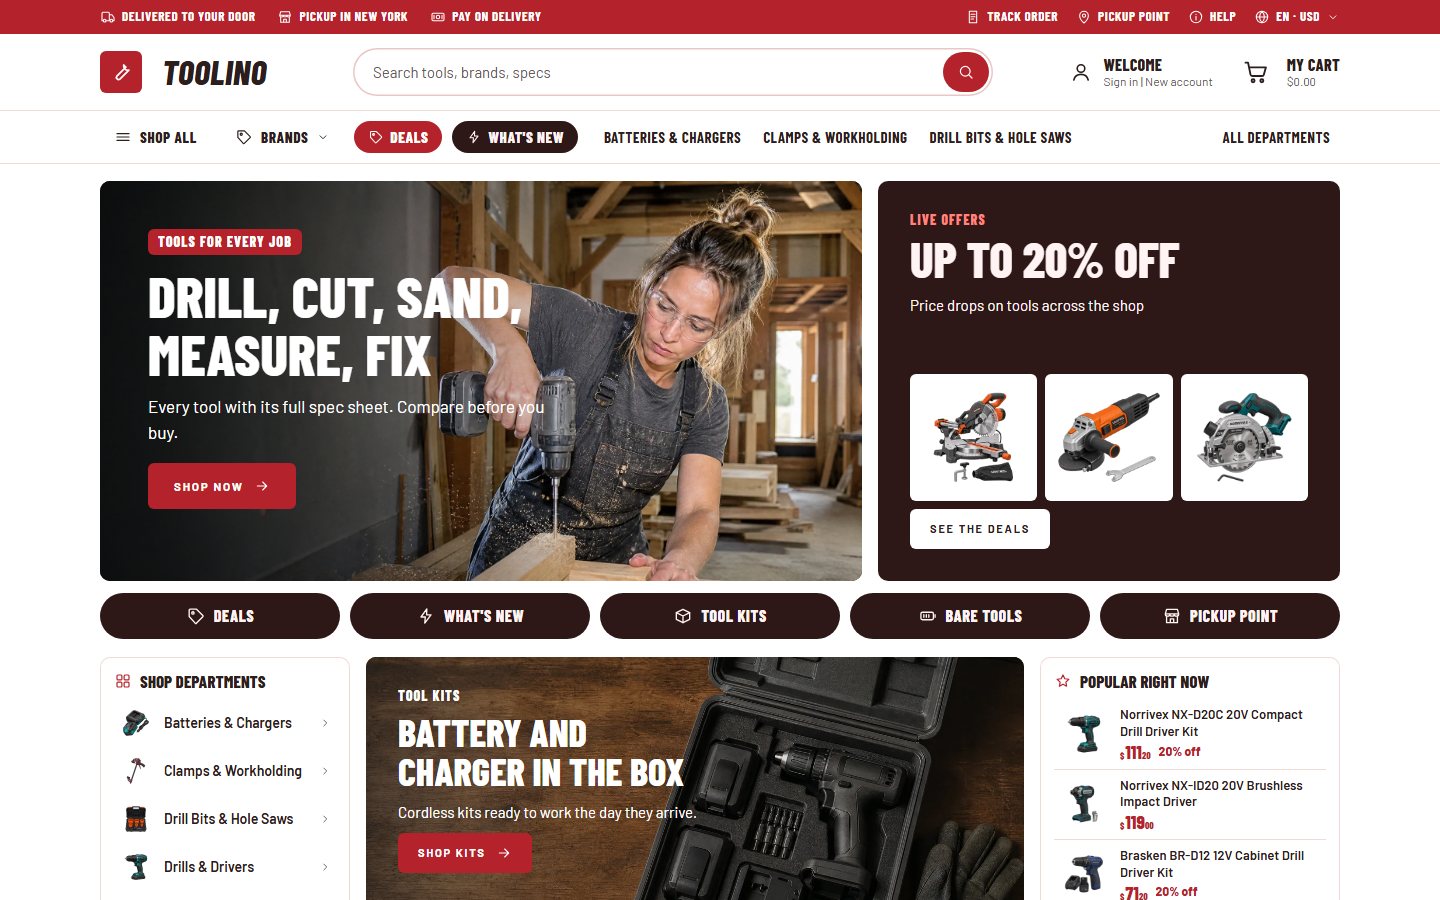 DELIVERED TO YOUR DOOR
PICKUP IN NEW YORK
PAY ON DELIVERY
TRACK ORDER
PICKUP POINT
HELP
EN · USD
TOOLINO
Search tools, brands, specs
WELCOME
Sign in | New account
MY CART
$0.00
SHOP ALL
BRANDS
DEALS
WHAT'S NEW
BATTERIES & CHARGERS
CLAMPS & WORKHOLDING
DRILL BITS & HOLE SAWS
ALL DEPARTMENTS
TOOLS FOR EVERY JOB
DRILL, CUT, SAND,
MEASURE, FIX
Every tool with its full spec sheet. Compare before you
buy.
SHOP NOW
LIVE OFFERS
UP TO 20% OFF
Price drops on tools across the shop
SEE THE DEALS
DEALS
WHAT'S NEW
TOOL KITS
BARE TOOLS
PICKUP POINT
SHOP DEPARTMENTS
Batteries & Chargers
Clamps & Workholding
Drill Bits & Hole Saws
Drills & Drivers
TOOL KITS
BATTERY AND
CHARGER IN THE BOX
Cordless kits ready to work the day they arrive.
SHOP KITS
POPULAR RIGHT NOW
Norrivex NX-D20C 20V Compact
Drill Driver Kit
$11120 20% off
Norrivex NX-ID20 20V Brushless
Impact Driver
$11900
Brasken BR-D12 12V Cabinet Drill
Driver Kit
$7120 20% off